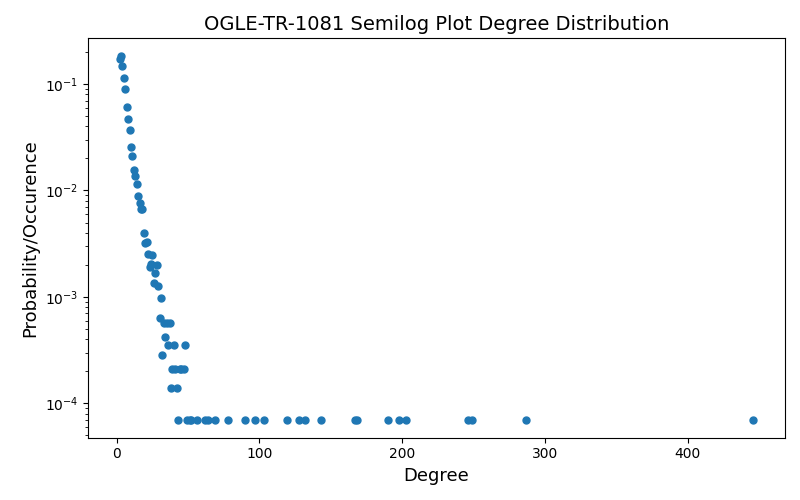 OGLE-TR-1081 Semilog Plot Degree Distribution
Probability/Occurence
10⁻¹
10⁻²
10⁻³
10⁻⁴
0 100 200 300 400
Degree